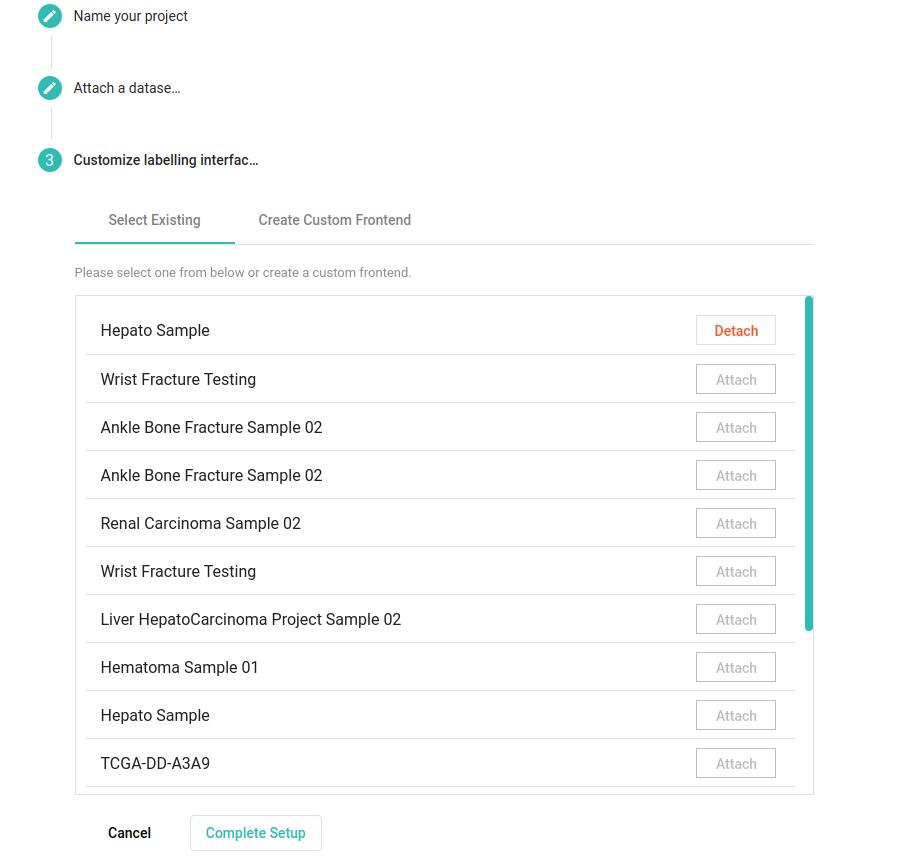 Name your project
Attach a datase…
3 Customize labelling interfac…
Select Existing Create Custom Frontend
Please select one from below or create a custom frontend.
Hepato Sample Detach
Wrist Fracture Testing Attach
Ankle Bone Fracture Sample 02 Attach
Ankle Bone Fracture Sample 02 Attach
Renal Carcinoma Sample 02 Attach
Wrist Fracture Testing Attach
Liver HepatoCarcinoma Project Sample 02 Attach
Hematoma Sample 01 Attach
Hepato Sample Attach
TCGA-DD-A3A9 Attach
Cancel Complete Setup